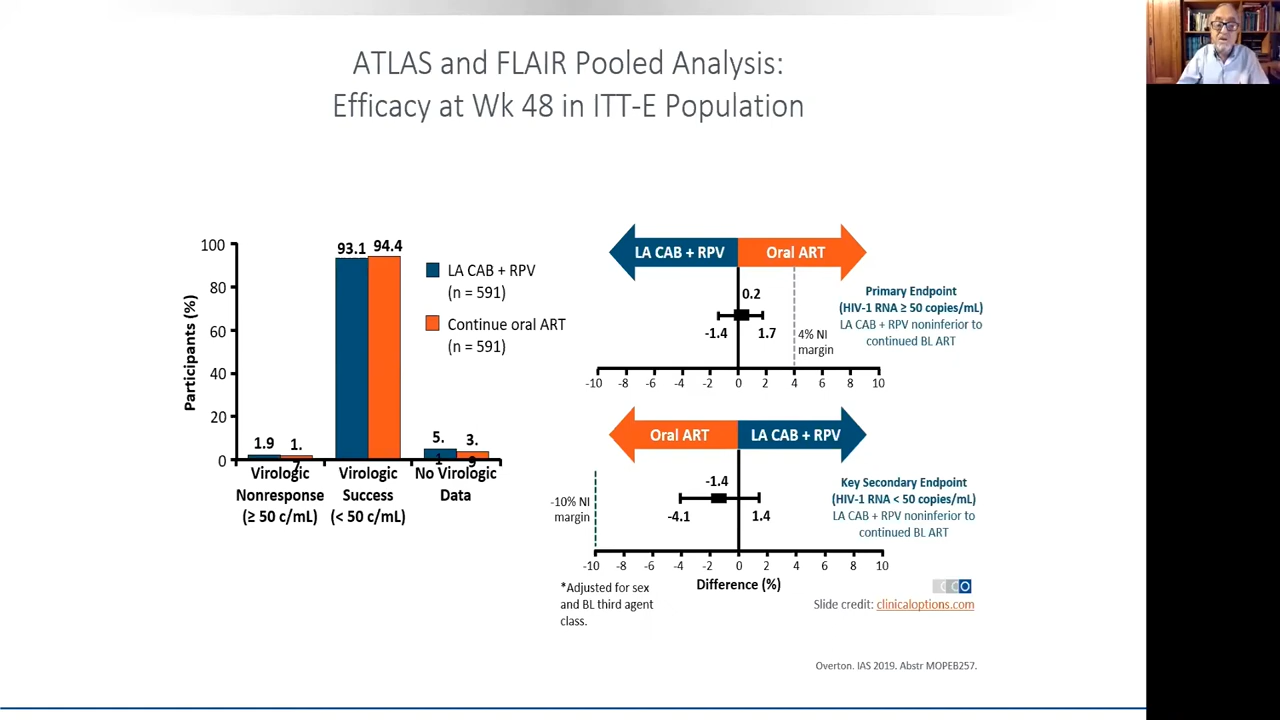 ATLAS and FLAIR Pooled Analysis:
Efficacy at Wk 48 in ITT-E Population
Participants (%)
100
80
60
40
20
0
93.1 94.4
1.9 1.7
5.1 3.9
Virologic
Nonresponse
(≥ 50 c/mL)
Virologic
Success
(< 50 c/mL)
No Virologic
Data
LA CAB + RPV
(n = 591)
Continue oral ART
(n = 591)
LA CAB + RPV
Oral ART
0.2
-1.4
1.7
4% NI
margin
-10 -8 -6 -4 -2 0 2 4 6 8 10
Primary Endpoint
(HIV-1 RNA ≥ 50 copies/mL)
LA CAB + RPV noninferior to
continued BL ART
Oral ART
LA CAB + RPV
-1.4
-4.1
1.4
-10% NI
margin
-10 -8 -6 -4 -2 0 2 4 6 8 10
Difference (%)
Key Secondary Endpoint
(HIV-1 RNA < 50 copies/mL)
LA CAB + RPV noninferior to
continued BL ART
*Adjusted for sex
and BL third agent
class.
CCO
Slide credit: clinicaloptions.com
Overton. IAS 2019. Abstr MOPEB257.